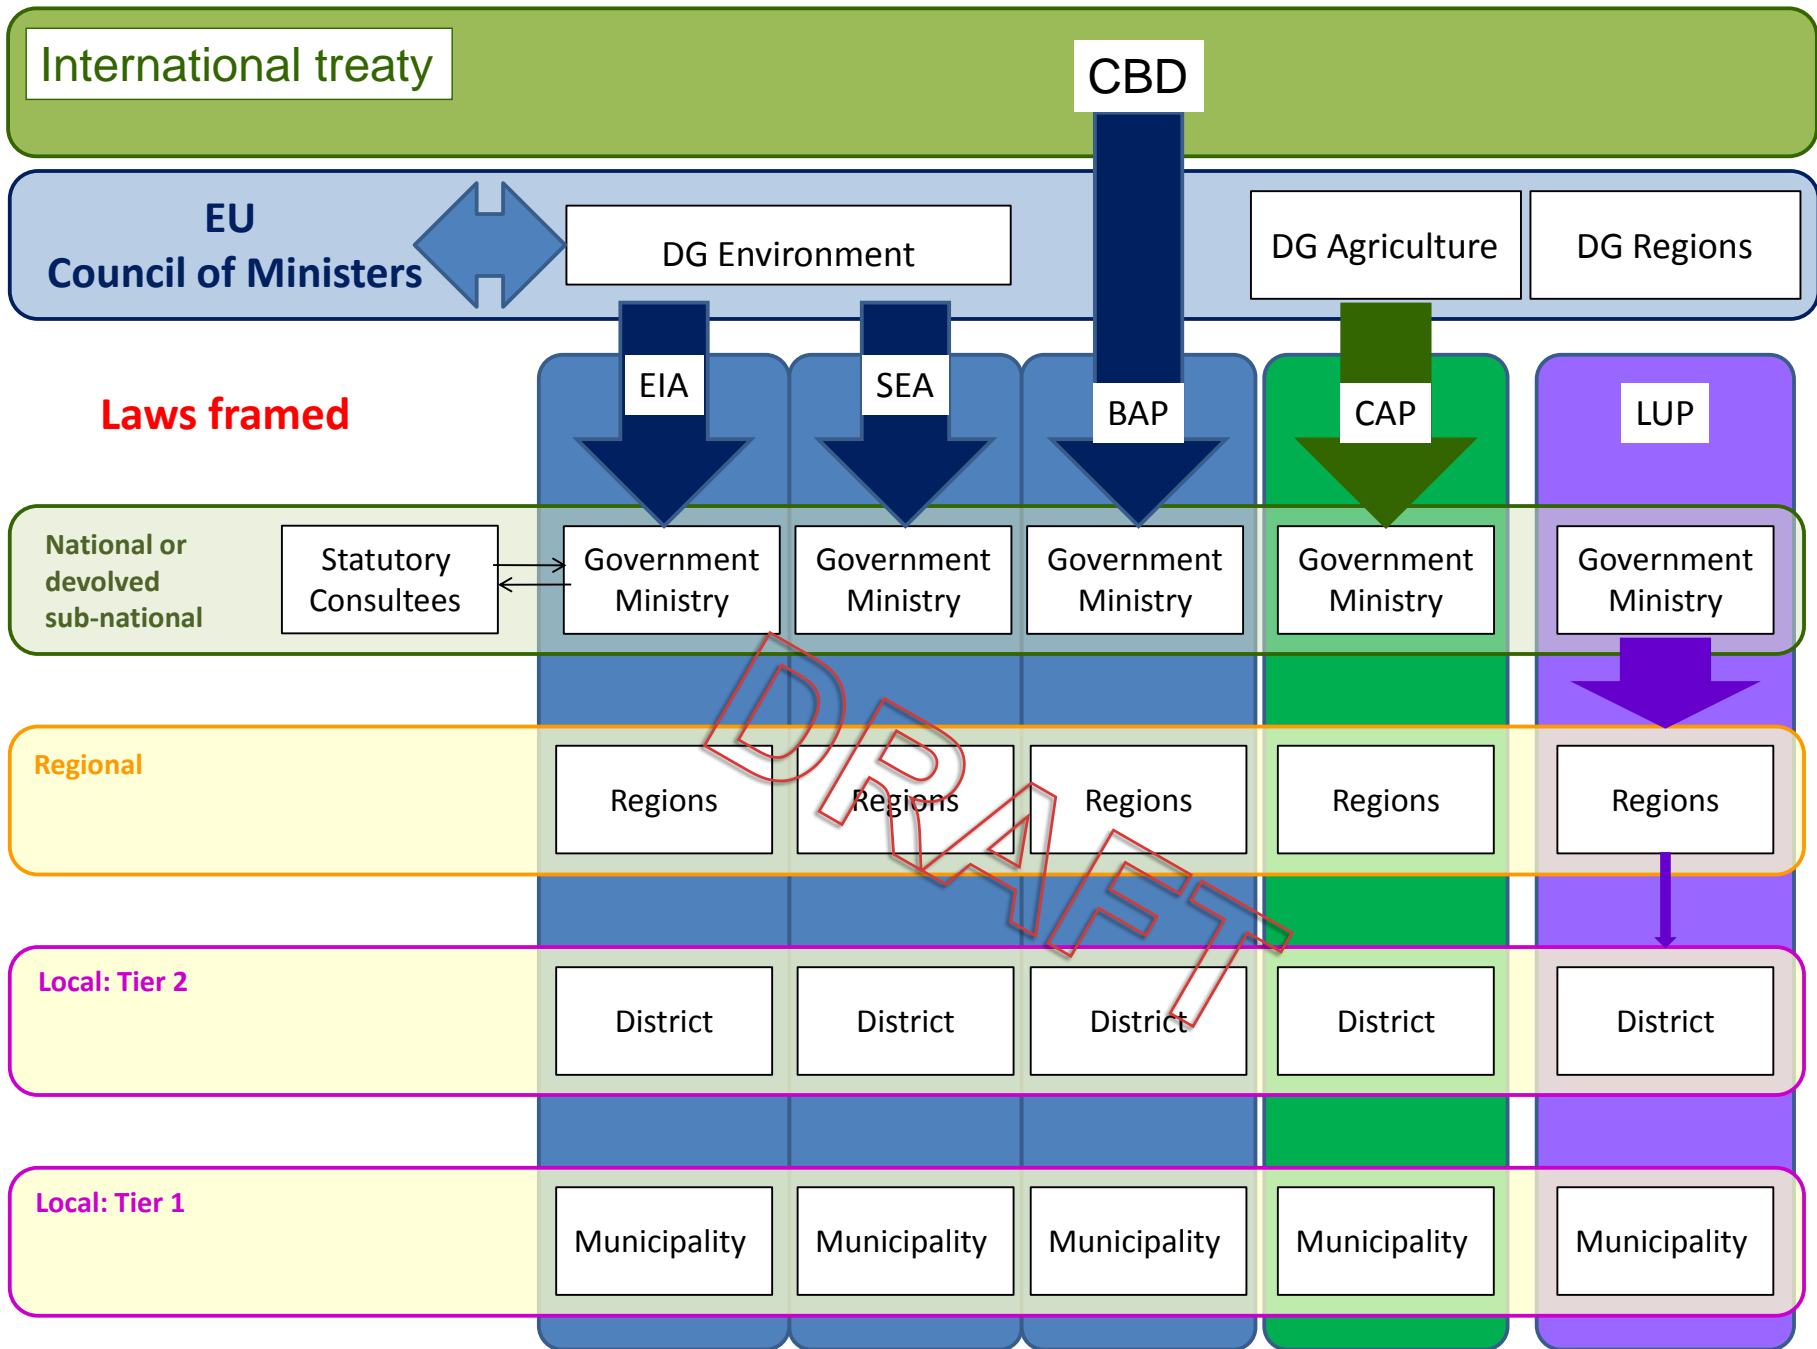 International treaty
CBD
EU
Council of Ministers
DG Environment
DG Agriculture
DG Regions
Laws framed
EIA
SEA
BAP
CAP
LUP
National or
devolved
sub-national
Statutory
Consultees
Government
Ministry
Government
Ministry
Government
Ministry
Government
Ministry
Government
Ministry
Regional
Regions
Regions
Regions
Regions
Regions
DRAFT
Local: Tier 2
District
District
District
District
District
Local: Tier 1
Municipality
Municipality
Municipality
Municipality
Municipality